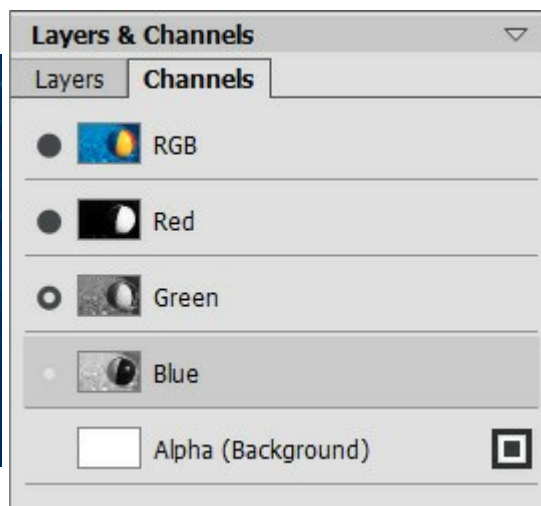 Layers & Channels
Layers Channels
RGB
Red
Green
Blue
Alpha (Background)